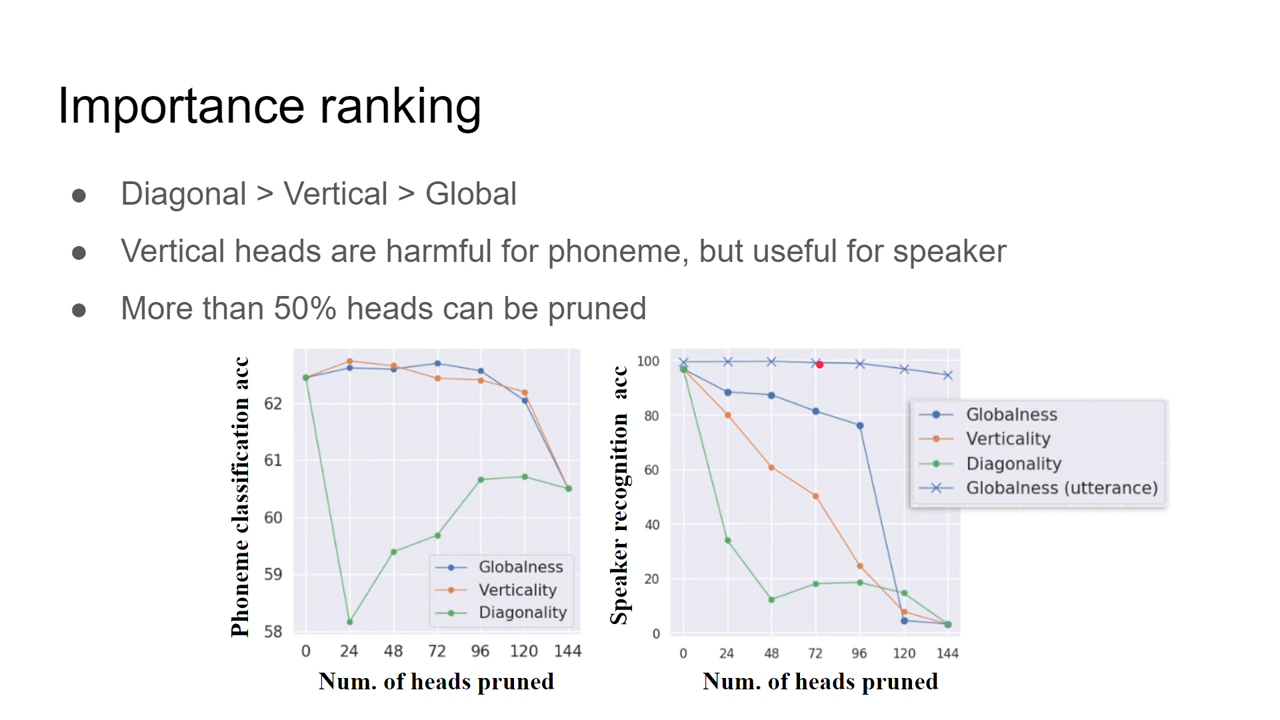 Importance ranking
● Diagonal > Vertical > Global
● Vertical heads are harmful for phoneme, but useful for speaker
● More than 50% heads can be pruned
Phoneme classification acc
62
61
60
59
58
0 24 48 72 96 120 144
Num. of heads pruned
Globalness
Verticality
Diagonality
Speaker recognition acc
100
80
60
40
20
0
0 24 48 72 96 120 144
Num. of heads pruned
Globalness
Verticality
Diagonality
Globalness (utterance)